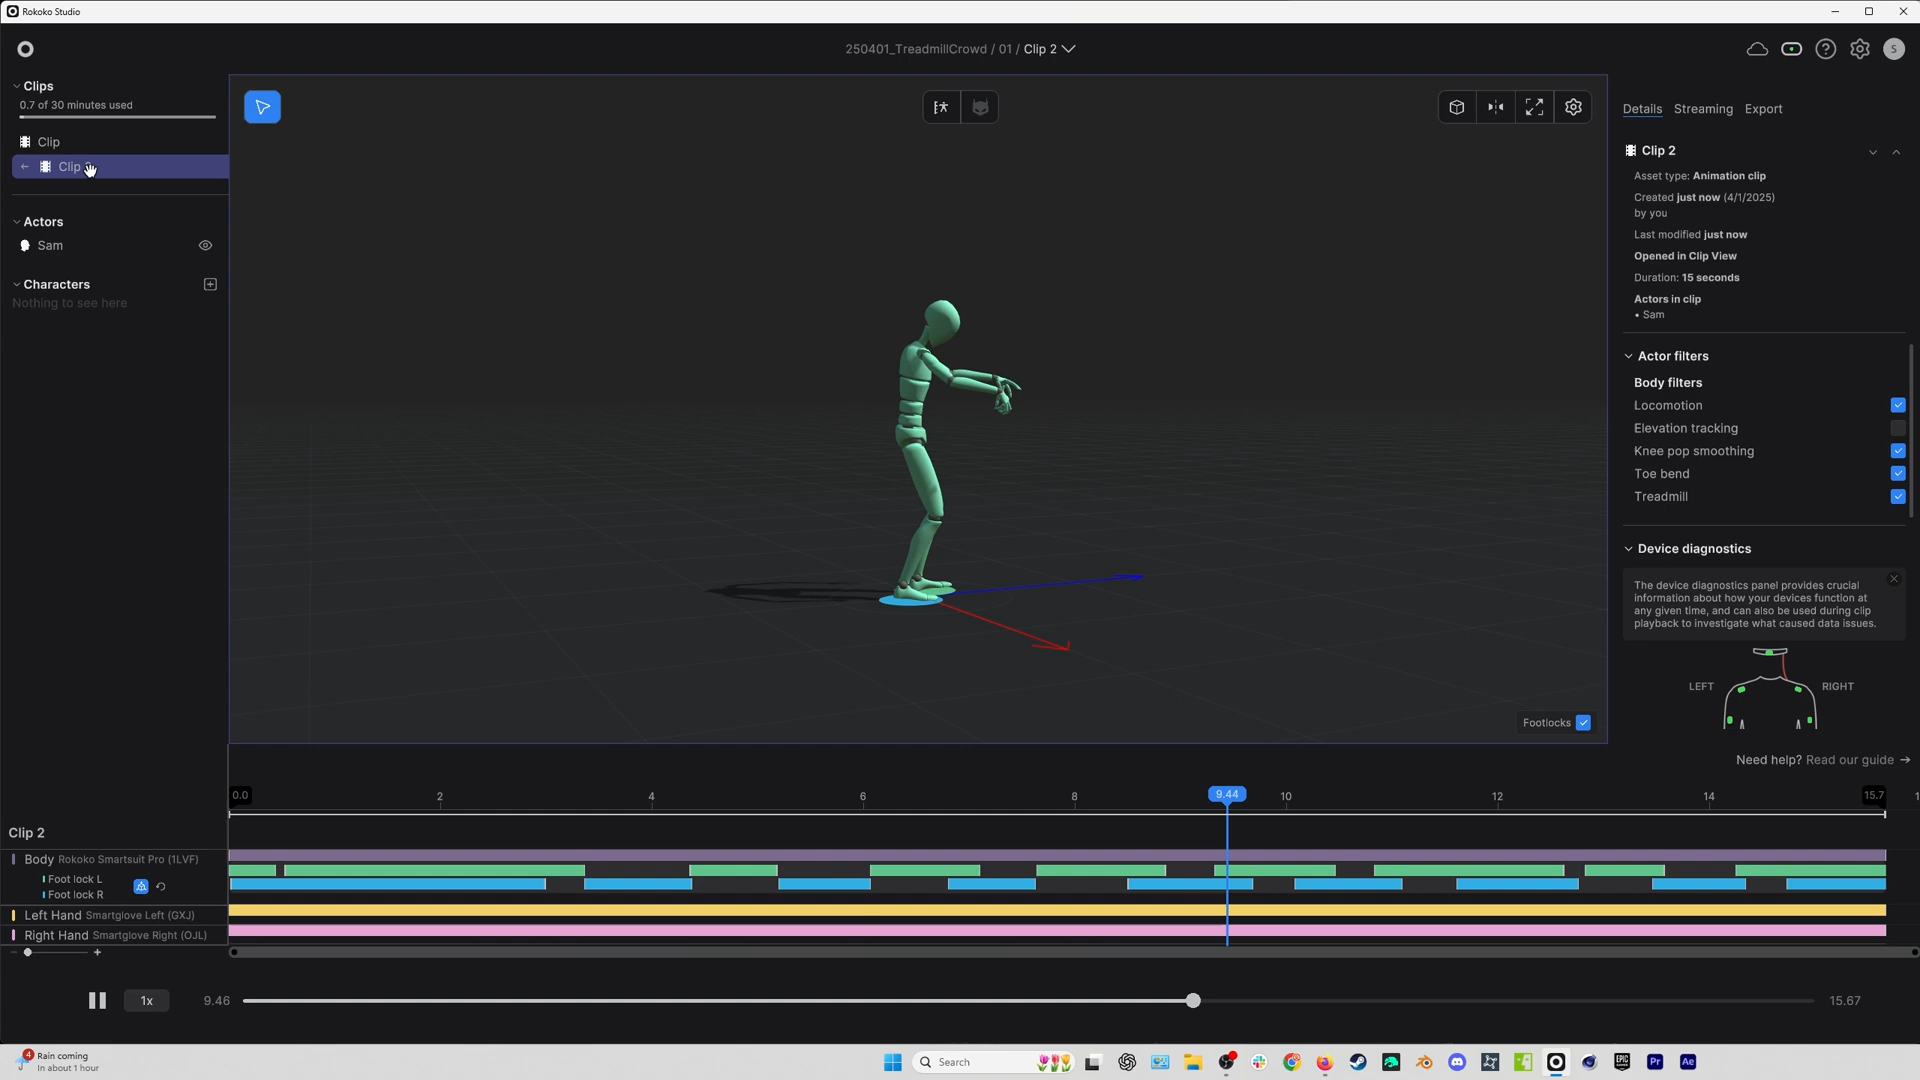 Rokoko Studio
250401_TreadmillCrowd / 01 / Clip 2
S
Clips
0.7 of 30 minutes used
Clip
Clip
Actors
Sam
Characters
Nothing to see here
Details Streaming Export
Clip 2
Asset type: Animation clip
Created just now (4/1/2025)
by you
Last modified just now
Opened in Clip View
Duration: 15 seconds
Actors in clip
• Sam
Actor filters
Body filters
Locomotion
Elevation tracking
Knee pop smoothing
Toe bend
Treadmill
Device diagnostics
The device diagnostics panel provides crucial
information about how your devices function at
any given time, and can also be used during clip
playback to investigate what caused data issues.
LEFT RIGHT
Footlocks
Need help? Read our guide →
0.0 2 4 6 8 9.44 10 12 14 15.7
Clip 2
Body Rokoko Smartsuit Pro (1LVF)
Foot lock L
Foot lock R
Left Hand Smartglove Left (GXJ)
Right Hand Smartglove Right (OJL)
1x 9.46 15.67
4
Rain coming
In about 1 hour
Search
EPIC
Pr
Ae